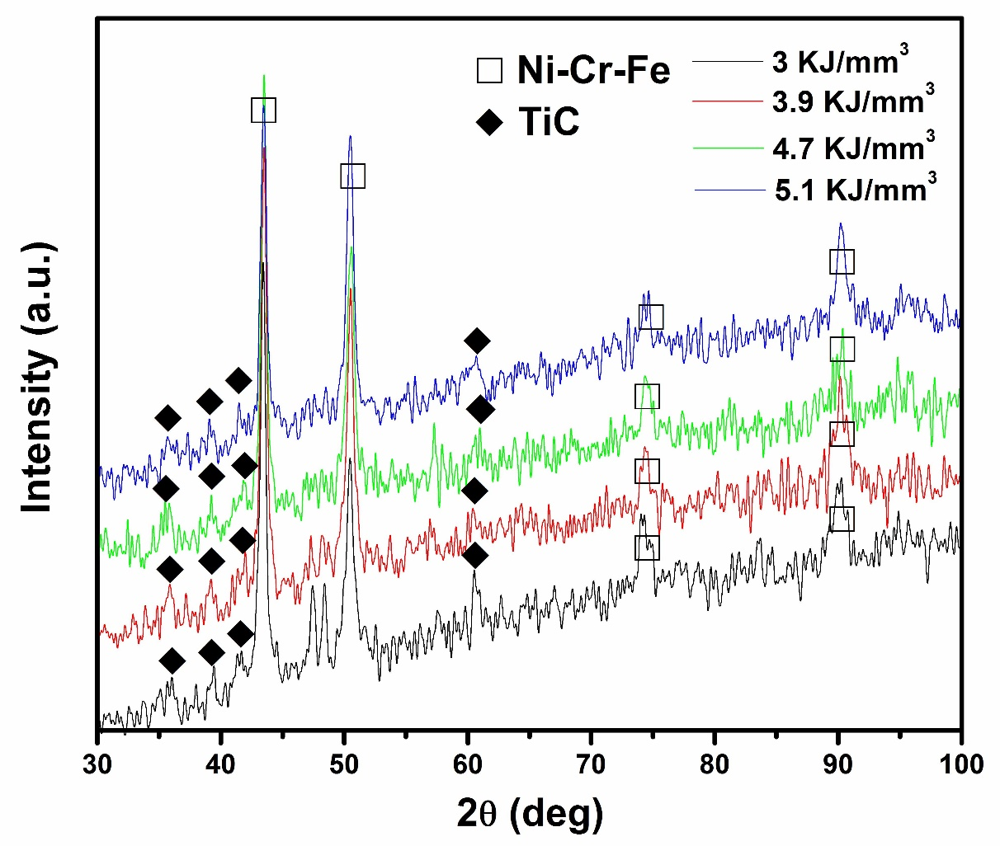 Ni-Cr-Fe
TiC
3 KJ/mm³
3.9 KJ/mm³
4.7 KJ/mm³
5.1 KJ/mm³
Intensity (a.u.)
30 40 50 60 70 80 90 100
2θ (deg)